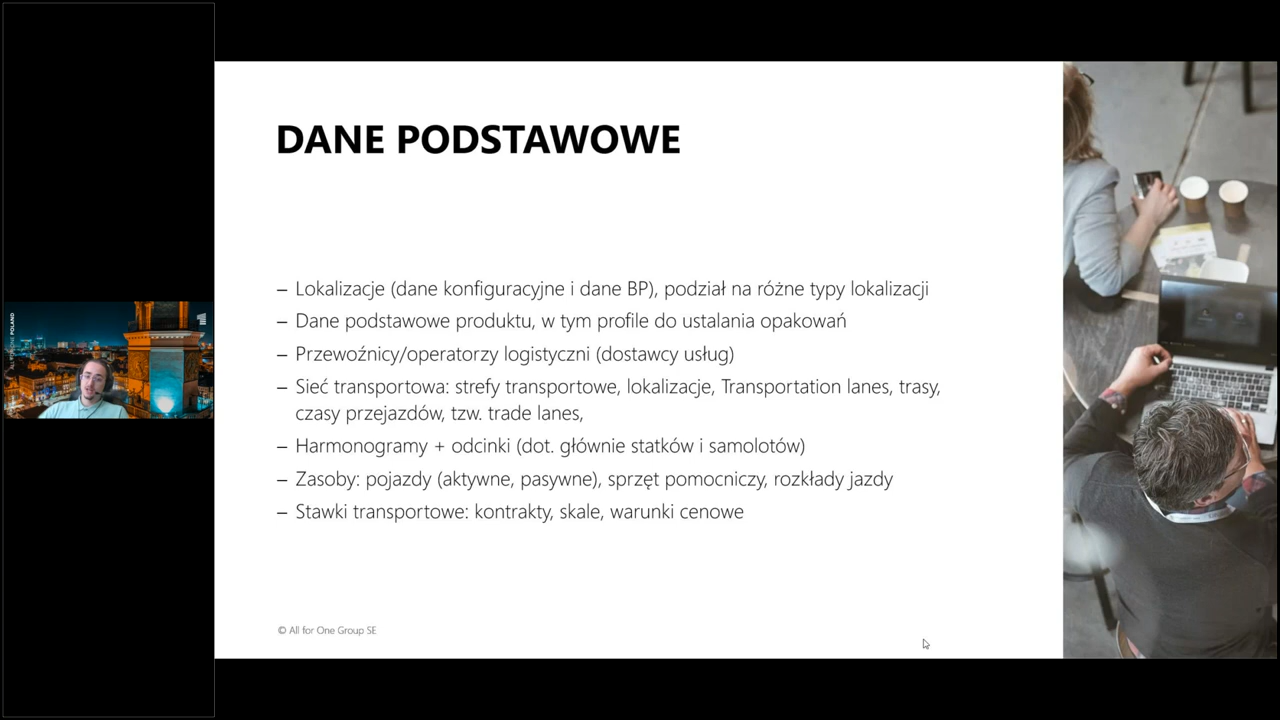 DANE PODSTAWOWE
– Lokalizacje (dane konfiguracyjne i dane BP), podział na różne typy lokalizacji
– Dane podstawowe produktu, w tym profile do ustalania opakowań
– Przewoźnicy/operatorzy logistyczni (dostawcy usług)
– Sieć transportowa: strefy transportowe, lokalizacje, Transportation lanes, trasy,
czasy przejazdów, tzw. trade lanes,
– Harmonogramy + odcinki (dot. głównie statków i samolotów)
– Zasoby: pojazdy (aktywne, pasywne), sprzęt pomocniczy, rozkłady jazdy
– Stawki transportowe: kontrakty, skale, warunki cenowe
© All for One Group SE
POLAND